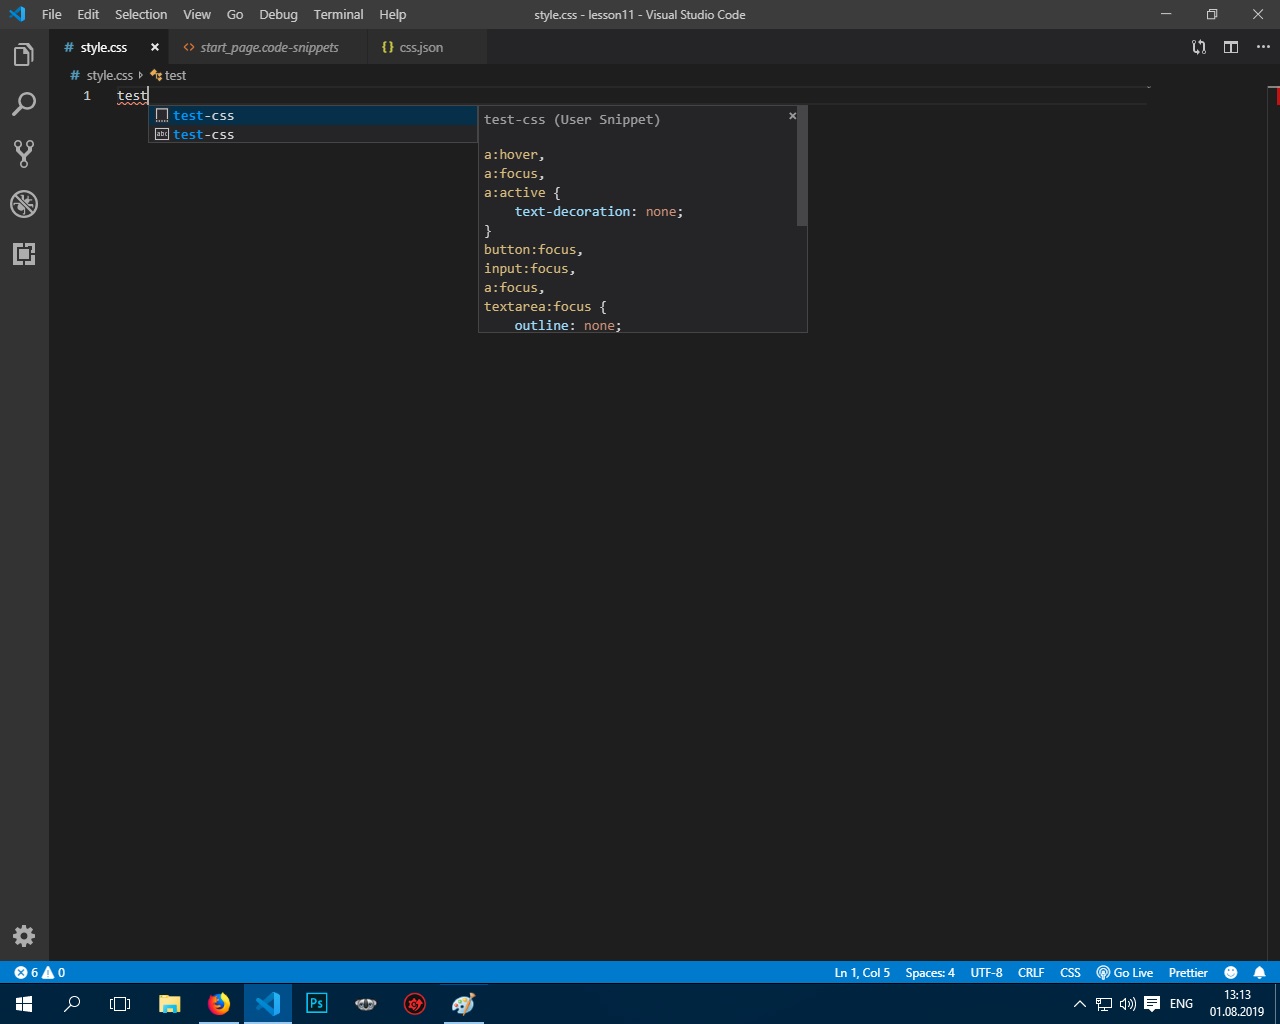 File Edit Selection View Go Debug Terminal Help style.css - lesson11 - Visual Studio Code
# style.css × <> start_page.code-snippets {} css.json
# style.css test
1 test
test-css
test-css
test-css (User Snippet) ×
a:hover,
a:focus,
a:active {
text-decoration: none;
}
button:focus,
input:focus,
a:focus,
textarea:focus {
outline: none;
6 0 Ln 1, Col 5 Spaces: 4 UTF-8 CRLF CSS Go Live Prettier
Ps ENG 13:13
01.08.2019